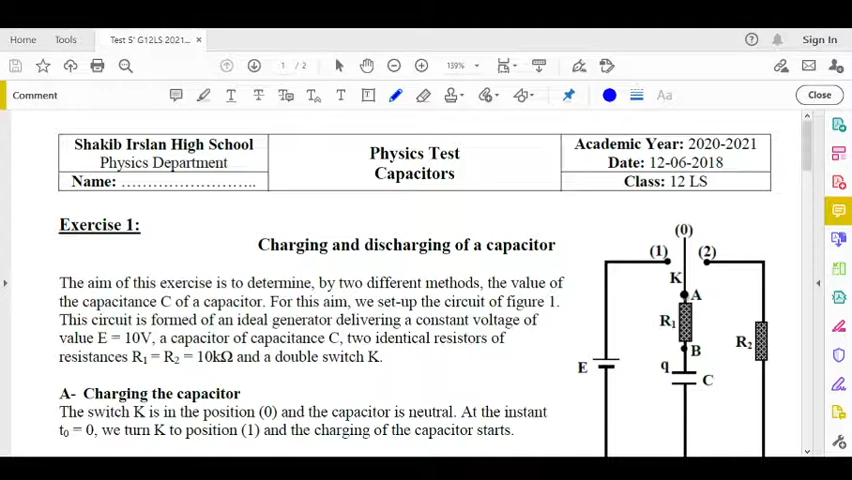 Home Tools Test 5' G12LS 2021... × Sign In
1 / 2 139%
Comment Close
Shakib Irslan High School
Physics Department
Name: ……………………..
Physics Test
Capacitors
Academic Year: 2020-2021
Date: 12-06-2018
Class: 12 LS
Exercise 1:
Charging and discharging of a capacitor
The aim of this exercise is to determine, by two different methods, the value of
the capacitance C of a capacitor. For this aim, we set-up the circuit of figure 1.
This circuit is formed of an ideal generator delivering a constant voltage of
value E = 10V, a capacitor of capacitance C, two identical resistors of
resistances R₁ = R₂ = 10kΩ and a double switch K.
A- Charging the capacitor
The switch K is in the position (0) and the capacitor is neutral. At the instant
t₀ = 0, we turn K to position (1) and the charging of the capacitor starts.
(0)
(1) (2)
K
A
R₁
R₂
B
q
E
C